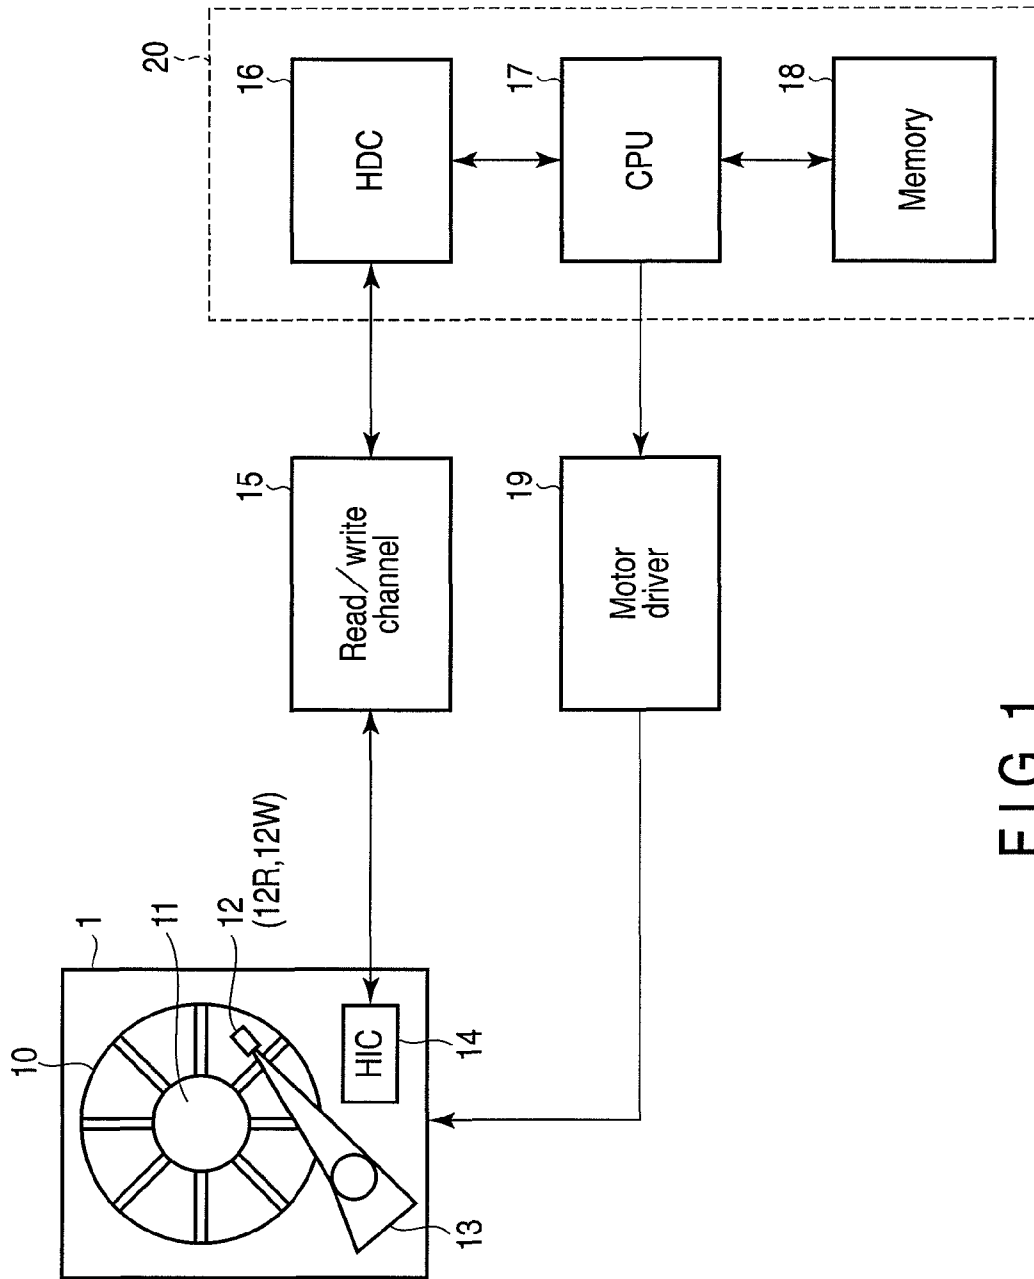 1
10
11
12
(12R,12W)
HIC
14
13
15
Read/write
channel
19
Motor
driver
20
16
HDC
17
CPU
18
Memory
FIG.1